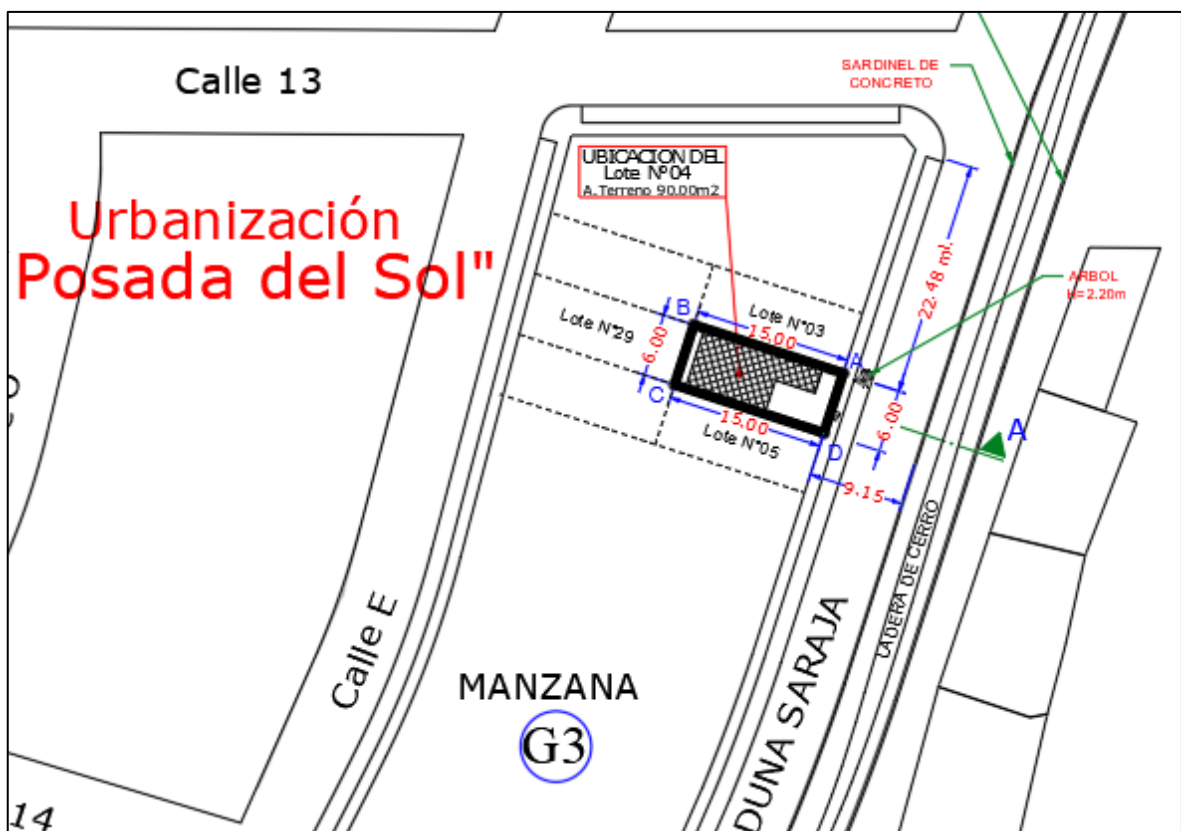 Calle 13
SARDINEL DE
CONCRETO
UBICACION DEL
Lote Nº04
A.Terreno 90.00m2
Urbanización
Posada del Sol"
22.48 ml.
ARBOL
H=2.20m
B
Lote N°03
15.00
A
Lote N°29
6.00
C
15.00
Lote N°05
D
6.00
A
9.15
LADERA DE CERRO
Calle E
DUNA SARAJA
MANZANA
G3
14